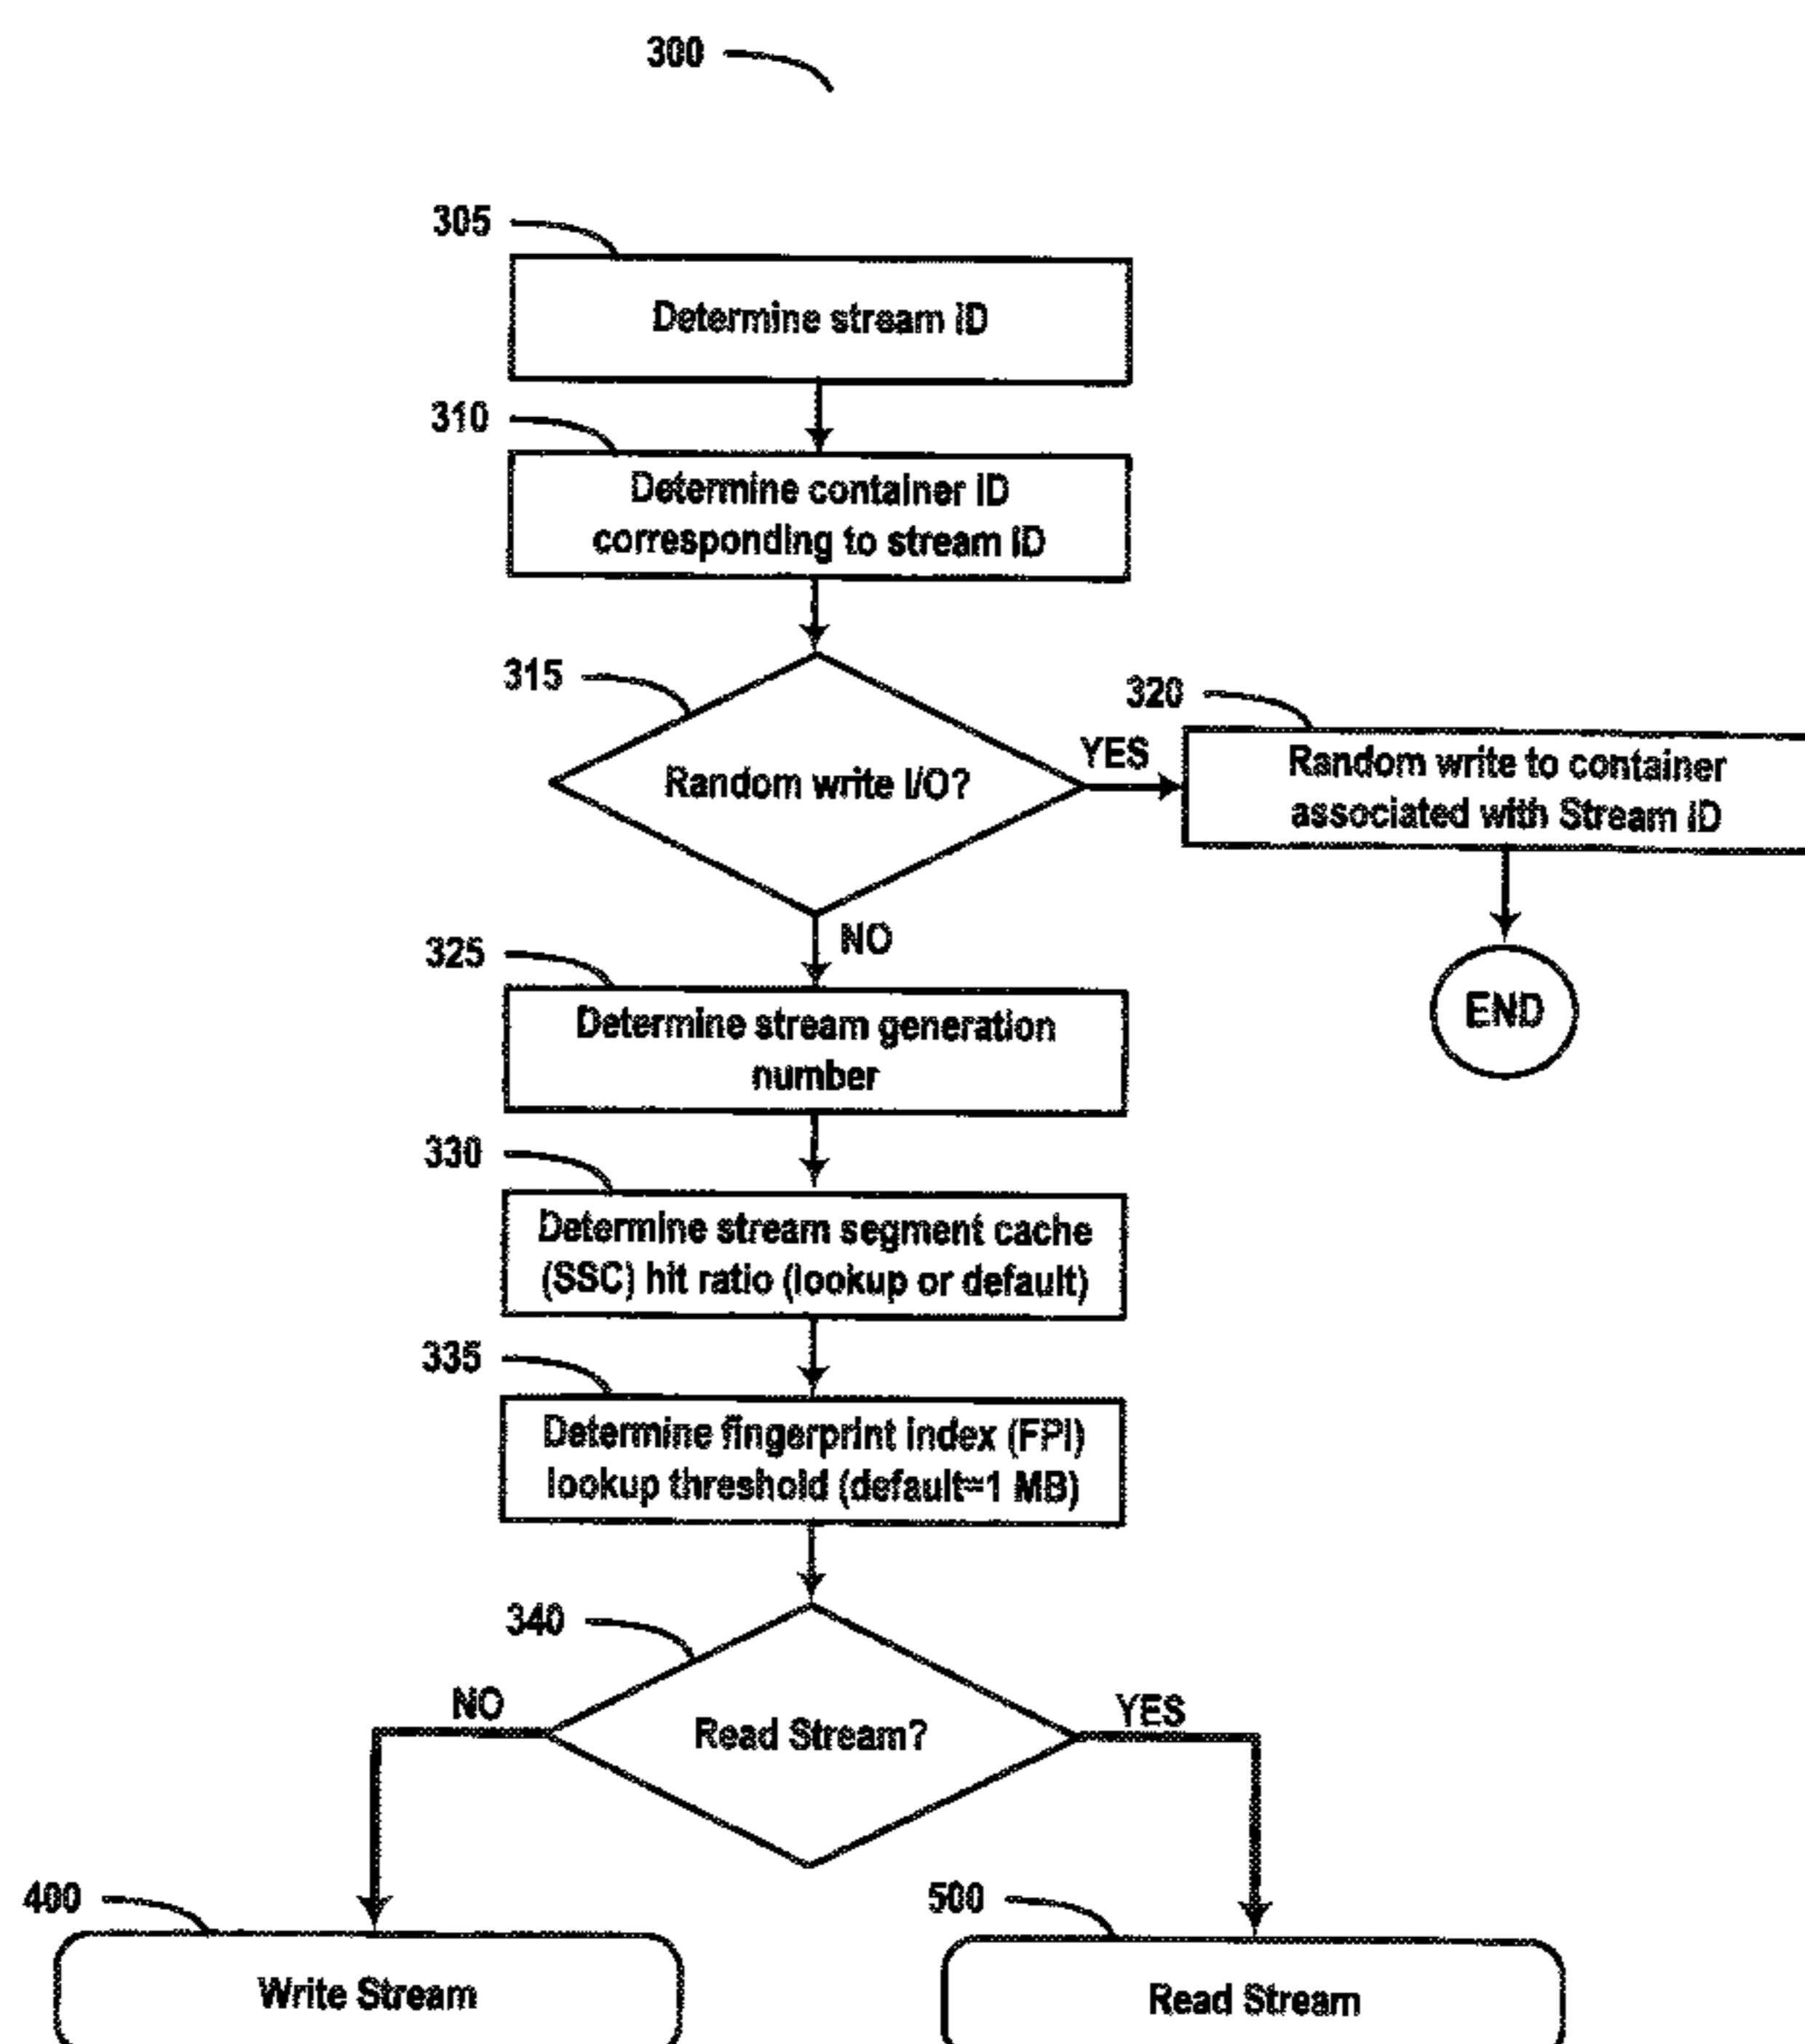 300
305
Determine stream ID
310
Determine container ID
corresponding to stream ID
315
Random write I/O?
YES
320
Random write to container
associated with Stream ID
END
NO
325
Determine stream generation
number
330
Determine stream segment cache
(SSC) hit ratio (lookup or default)
335
Determine fingerprint index (FPI)
lookup threshold (default=1 MB)
340
Read Stream?
NO
YES
400
Write Stream
500
Read Stream